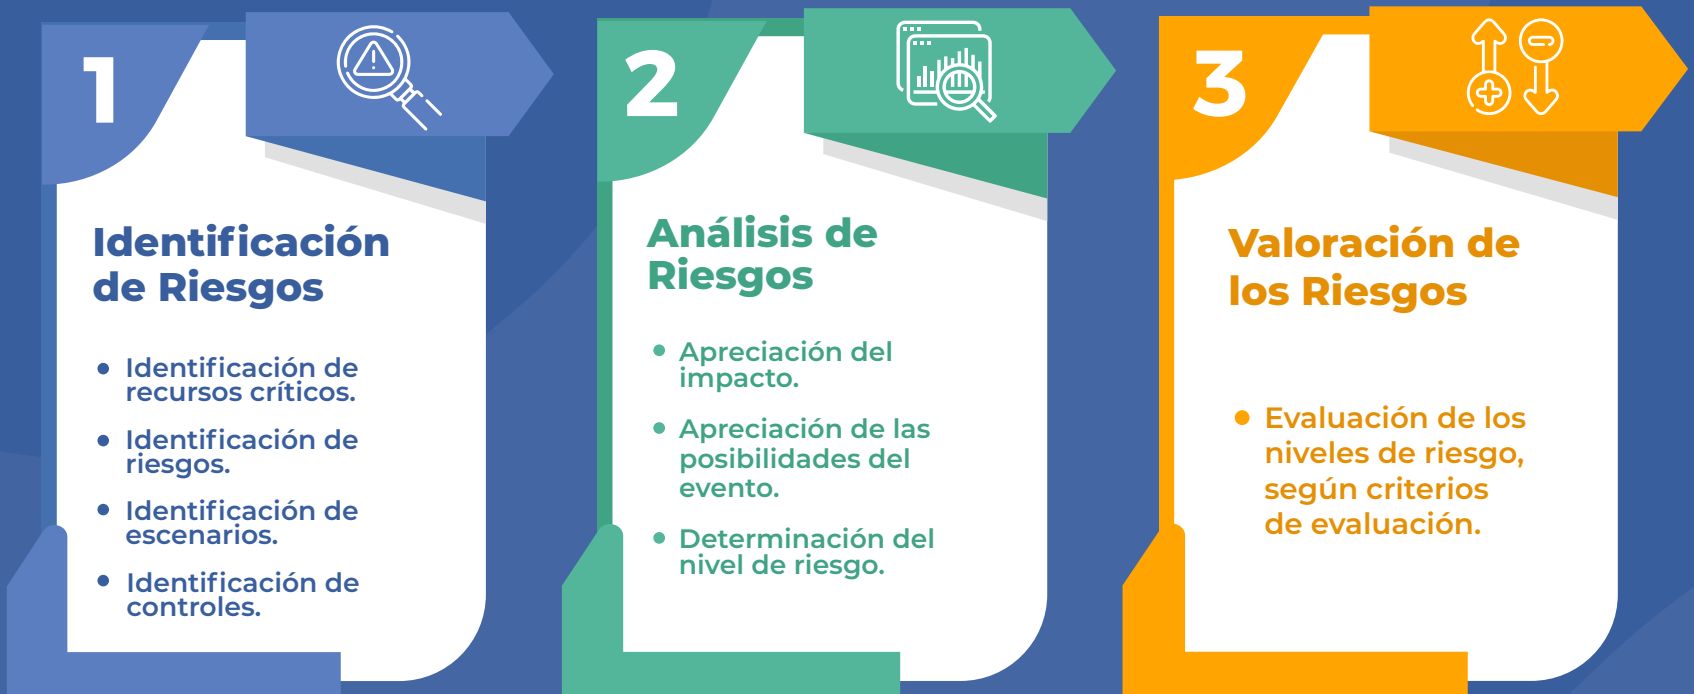 1
Identificación
de Riesgos
• Identificación de
recursos críticos.
• Identificación de
riesgos.
• Identificación de
escenarios.
• Identificación de
controles.
2
Análisis de
Riesgos
• Apreciación del
impacto.
• Apreciación de las
posibilidades del
evento.
• Determinación del
nivel de riesgo.
3
Valoración de
los Riesgos
• Evaluación de los
niveles de riesgo,
según criterios
de evaluación.